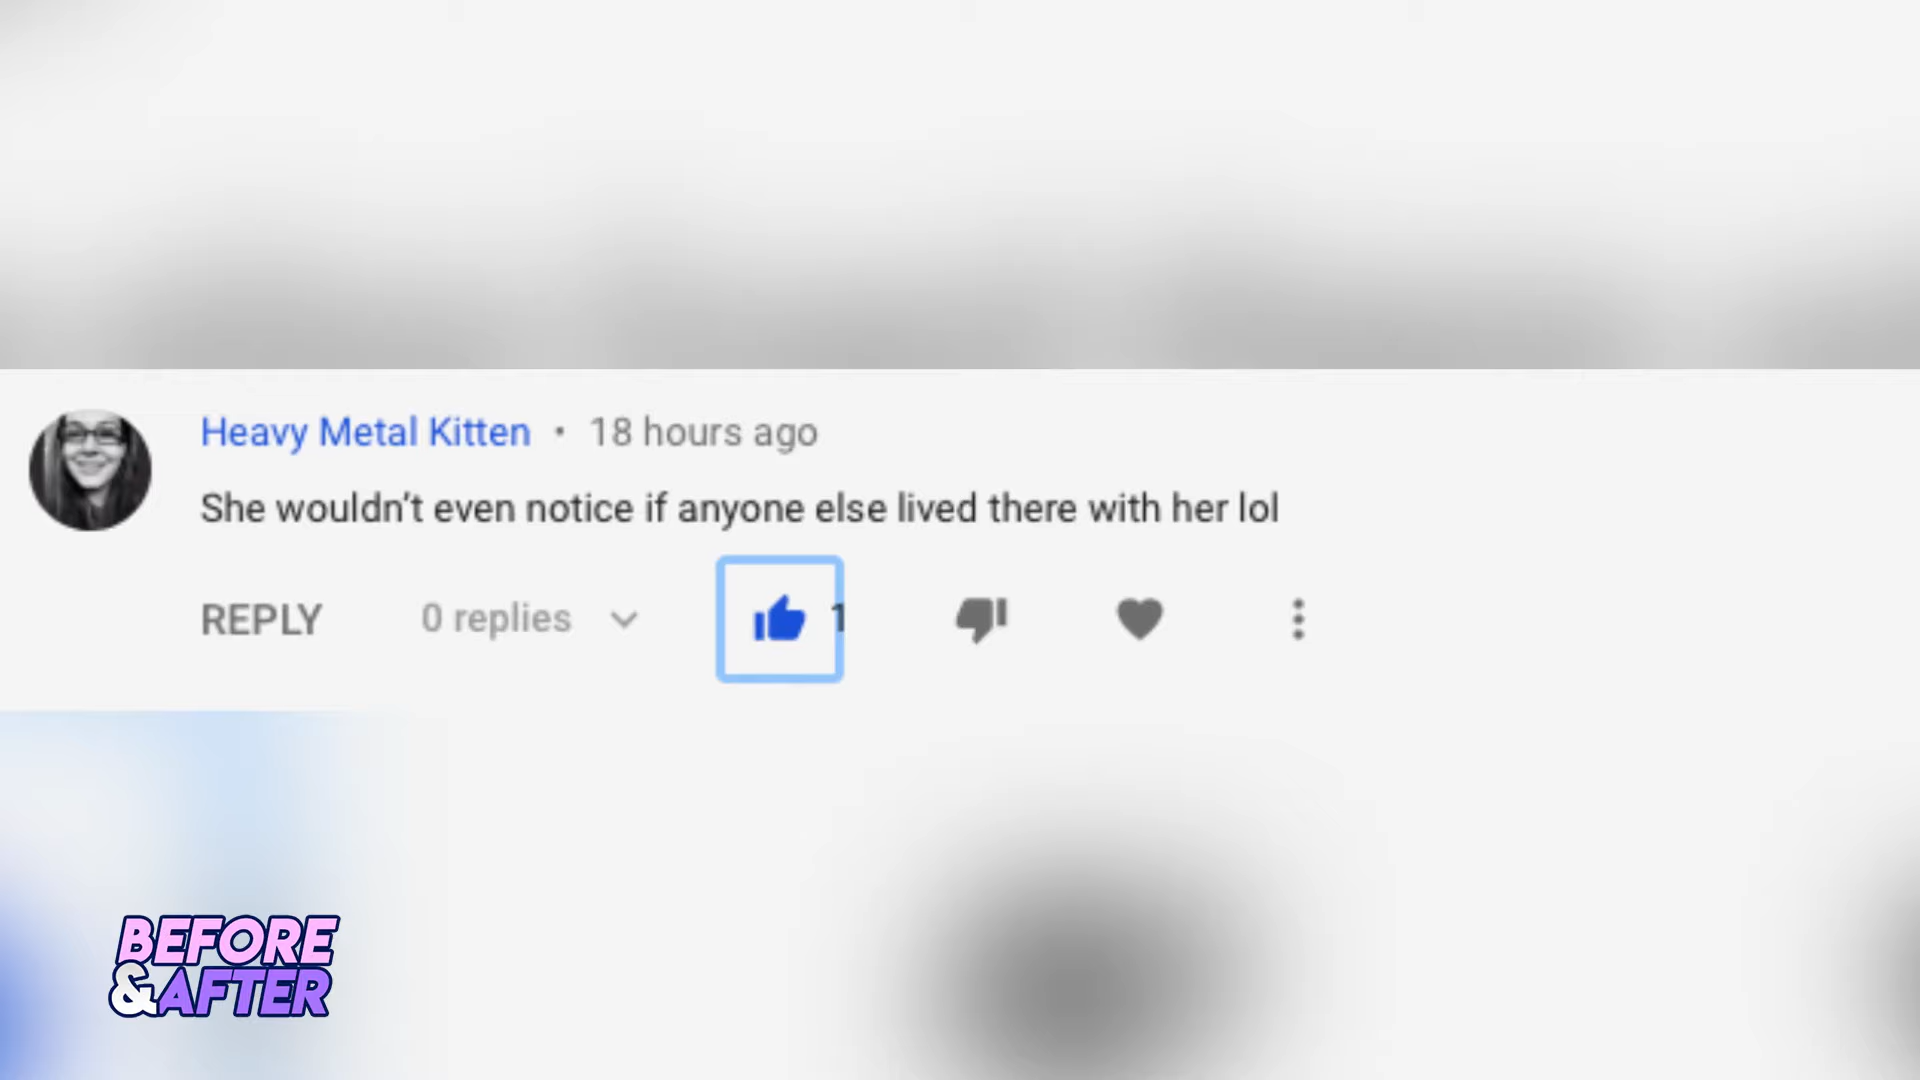 Heavy Metal Kitten • 18 hours ago
She wouldn't even notice if anyone else lived there with her lol
REPLY 0 replies 1
BEFORE
&AFTER